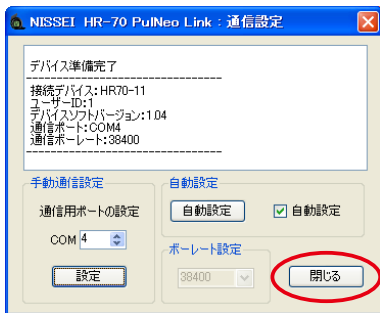 NISSEI HR-70 PulNeo Link : 通信設定
デバイス準備完了
--------------------------------
接続デバイス:HR70-11
ユーザーID:1
デバイスソフトバージョン:1.04
通信ポート:COM4
通信ボーレート:38400
--------------------------------
手動通信設定
通信用ポートの設定
COM 4
設定
自動設定
自動設定
自動設定
ボーレート設定
38400
閉じる